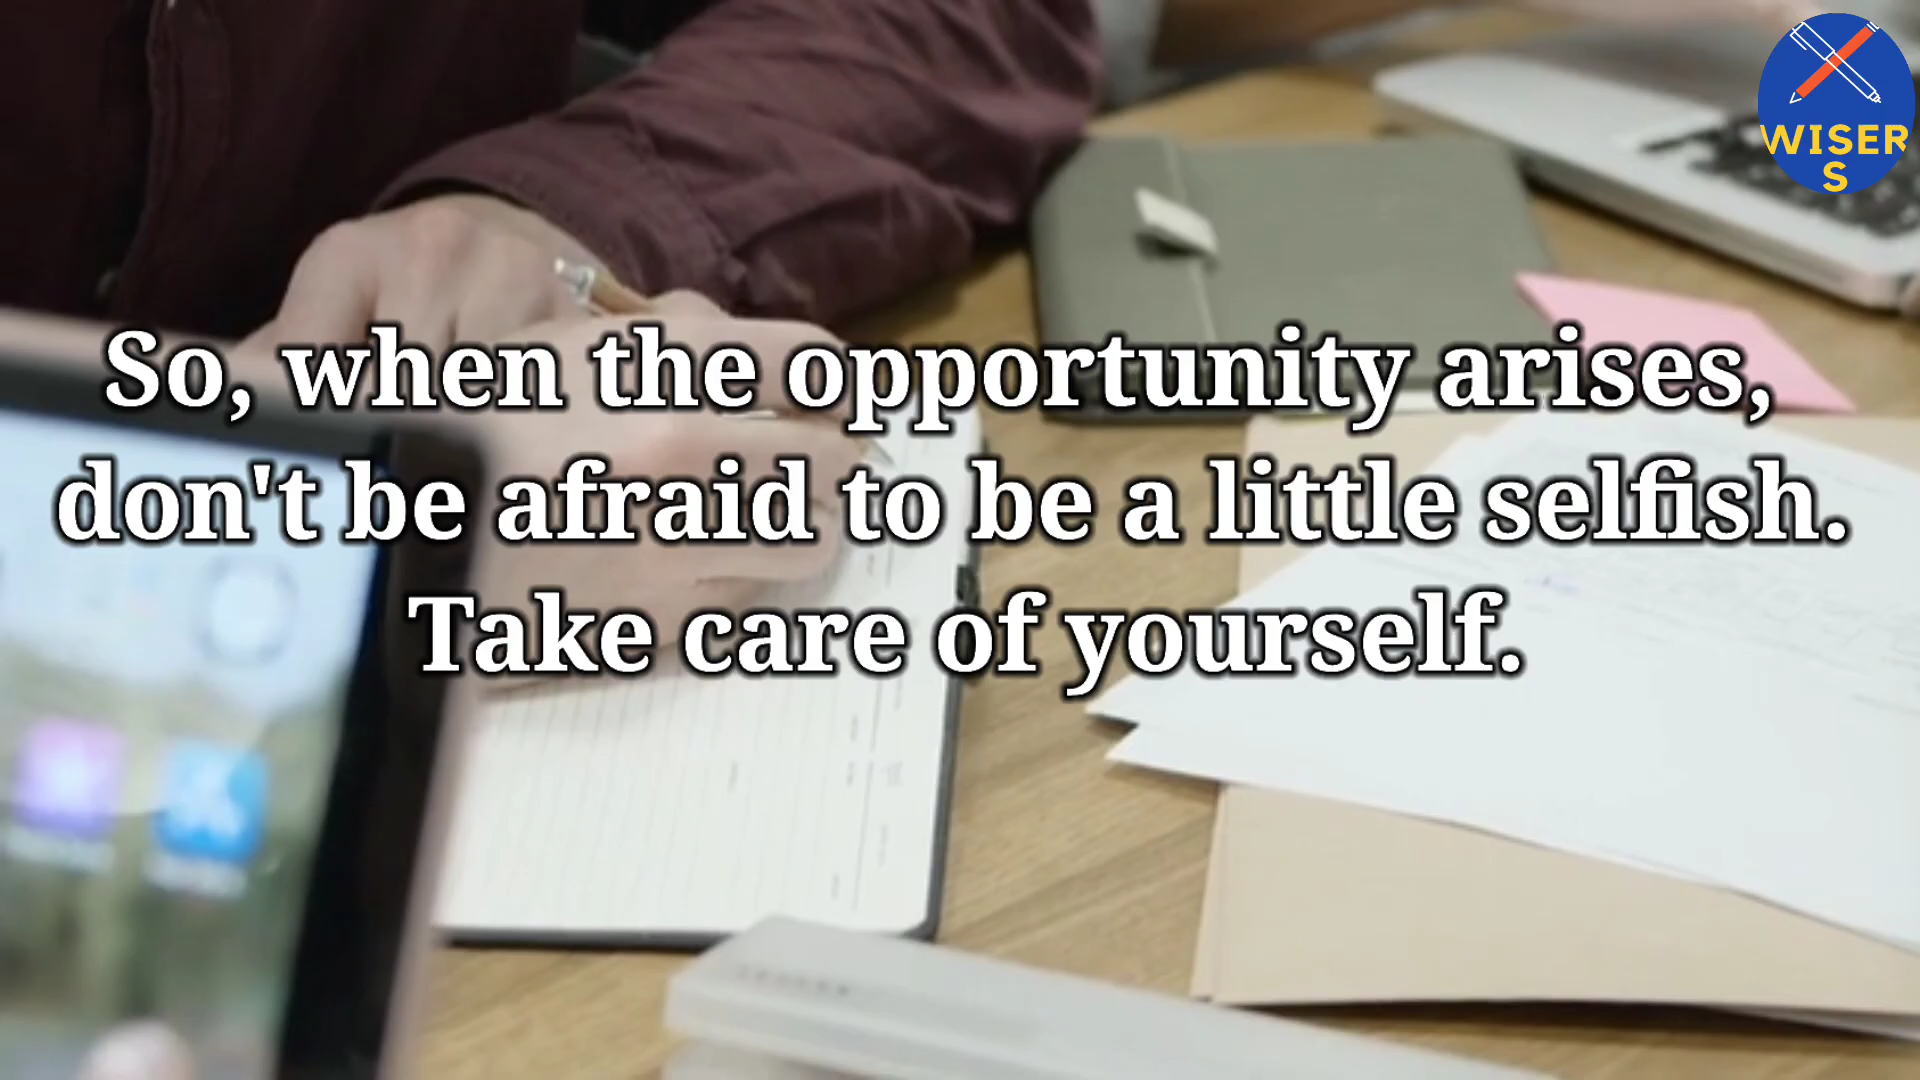 WISER
S
So, when the opportunity arises,
don't be afraid to be a little selfish.
Take care of yourself.